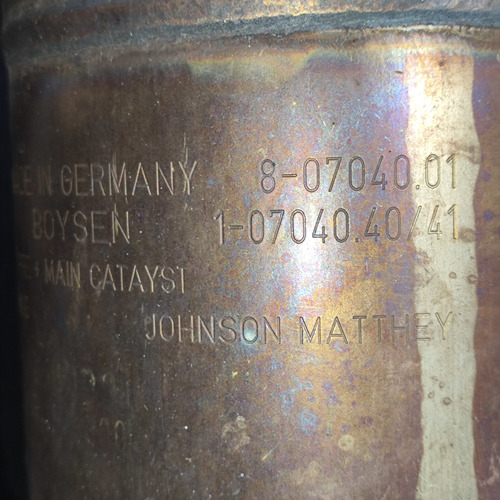 IN GERMANY 8-07040.01
BOYSEN 1-07040.40/41
+ MAIN CATAYST
JOHNSON MATTHEY